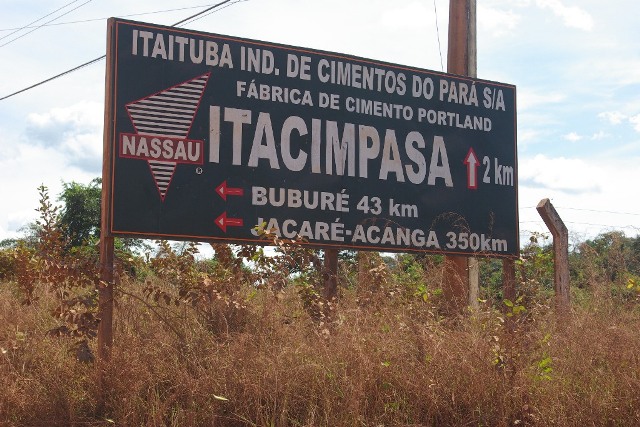 ITAITUBA IND. DE CIMENTOS DO PARÁ S/A
FÁBRICA DE CIMENTO PORTLAND
NASSAU ®
ITACIMPASA 2 km
BUBURÉ 43 km
JACARÉ-ACANGA 350km